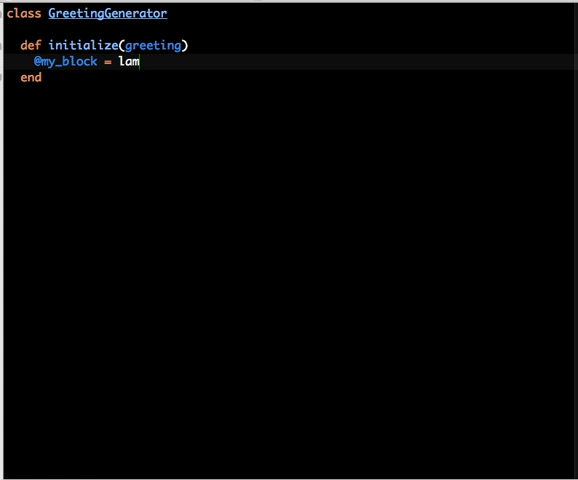 class GreetingGenerator
def initialize(greeting)
@my_block = lam
end